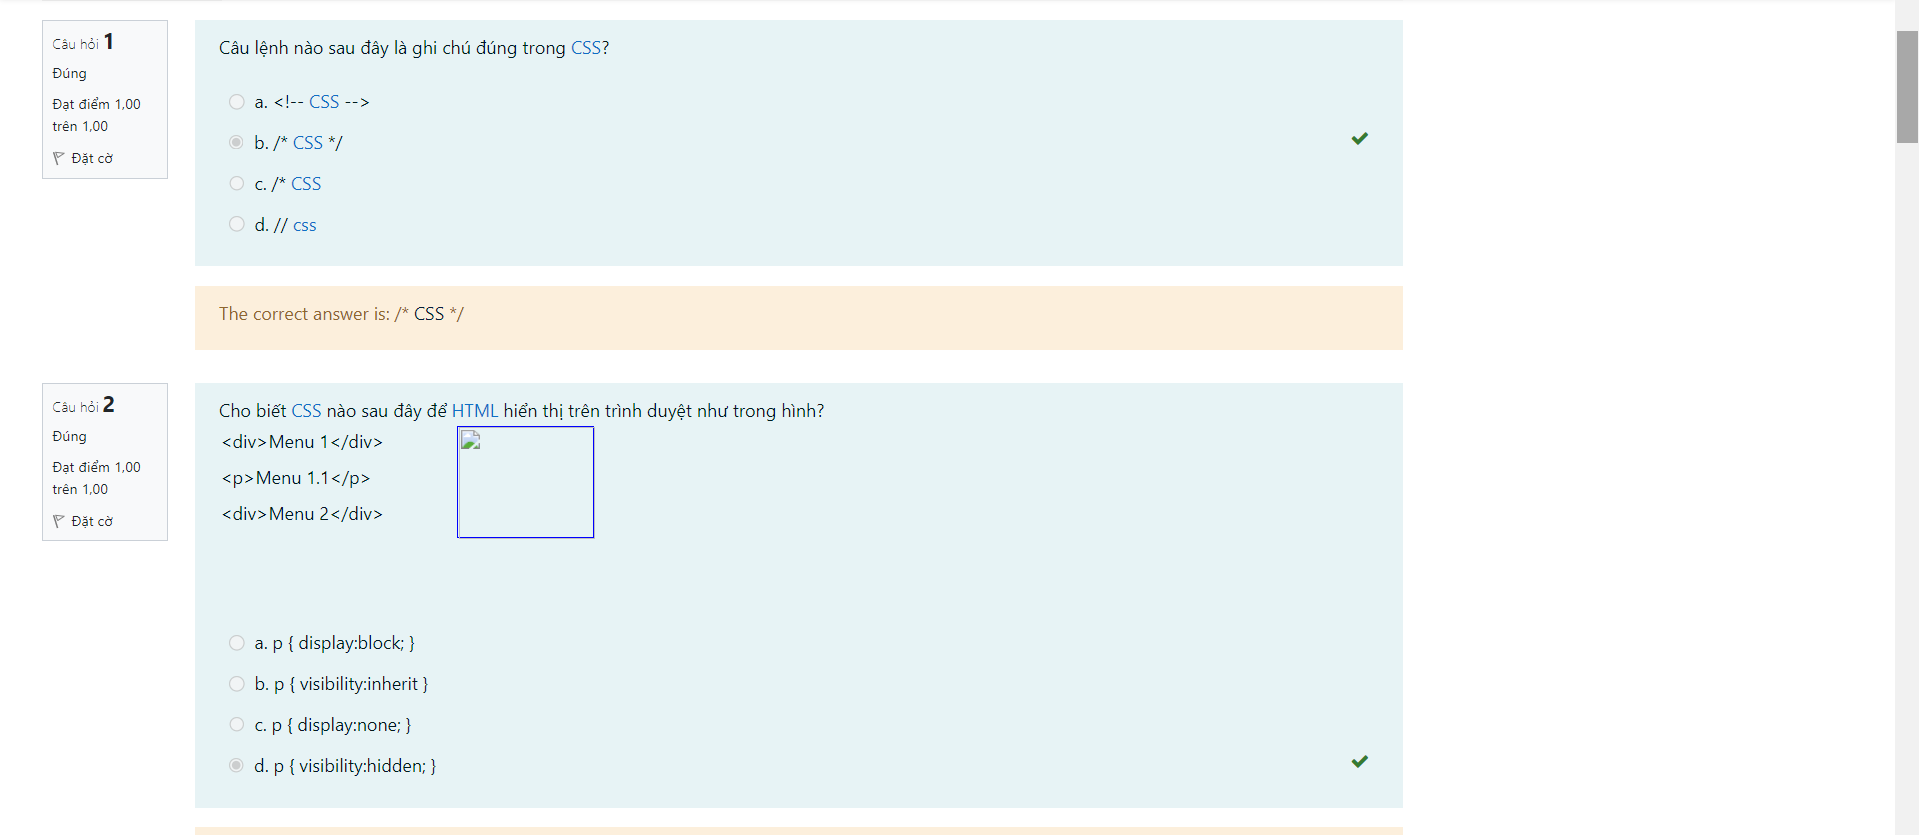 Câu hỏi 1
Đúng
Đạt điểm 1,00
trên 1,00
Đặt cờ
Câu lệnh nào sau đây là ghi chú đúng trong CSS?
a. <!-- CSS -->
b. /* CSS */
c. /* CSS
d. // css
The correct answer is: /* CSS */
Câu hỏi 2
Đúng
Đạt điểm 1,00
trên 1,00
Đặt cờ
Cho biết CSS nào sau đây để HTML hiển thị trên trình duyệt như trong hình?
<div>Menu 1</div>
<p>Menu 1.1</p>
<div>Menu 2</div>
a. p { display:block; }
b. p { visibility:inherit }
c. p { display:none; }
d. p { visibility:hidden; }